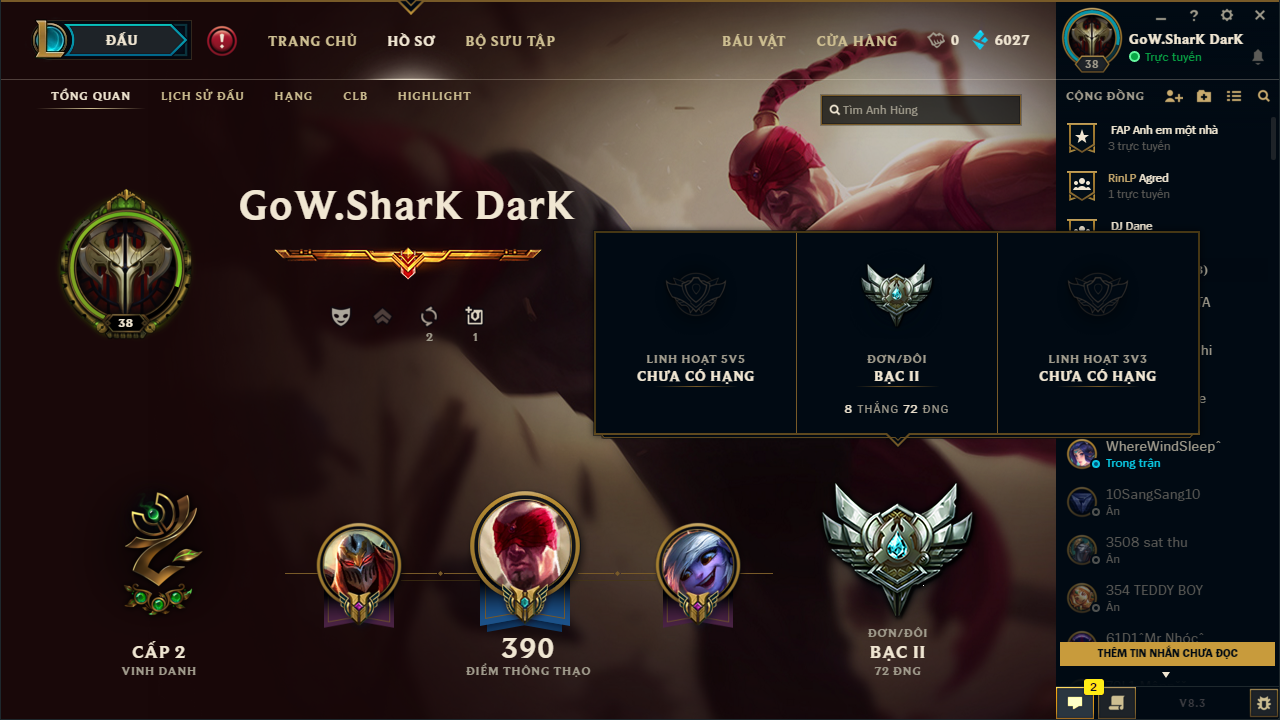 ĐẤU
TRANG CHỦ
HỒ SƠ
BỘ SƯU TẬP
BÁU VẬT
CỬA HÀNG
0
6027
?
GoW.SharK DarK
Trực tuyến
38
TỔNG QUAN
LỊCH SỬ ĐẤU
HẠNG
CLB
HIGHLIGHT
Tìm Anh Hùng
CỘNG ĐỒNG
FAP Anh em một nhà
3 trực tuyến
RinLP Agred
1 trực tuyến
DJ Dane
GoW.SharK DarK
38
2
1
LINH HOẠT 5V5
CHƯA CÓ HẠNG
ĐƠN/ĐÔI
BẠC II
8 THẮNG 72 ĐNG
LINH HOẠT 3V3
CHƯA CÓ HẠNG
WhereWindSleepˆ
Trong trận
10SangSang10
Ẩn
3508 sat thu
Ẩn
354 TEDDY BOY
Ẩn
61D1ˆMr Nhócˆ
THÊM TIN NHẮN CHƯA ĐỌC
CẤP 2
VINH DANH
390
ĐIỂM THÔNG THẠO
ĐƠN/ĐÔI
BẠC II
72 ĐNG
2
V8.3